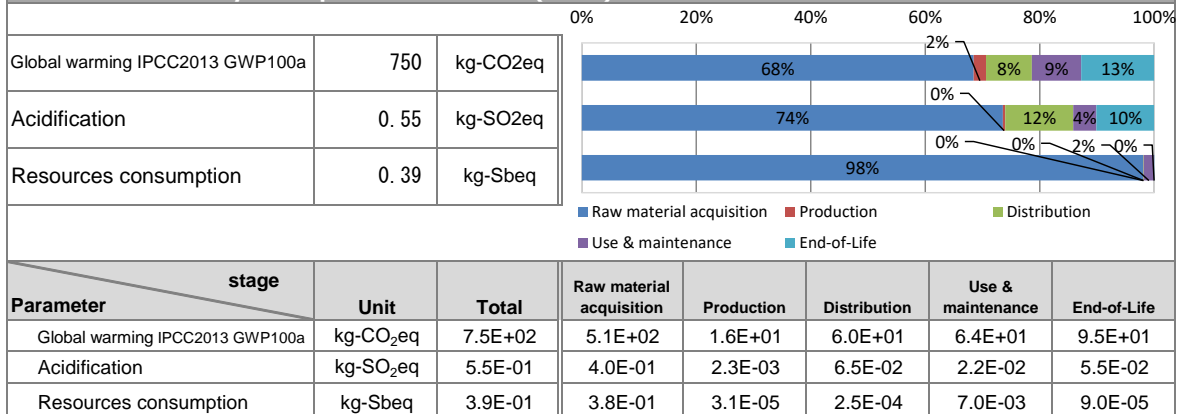 0% 20% 40% 60% 80% 100%
Global warming IPCC2013 GWP100a 750 kg-CO2eq
2%
68% 8% 9% 13%
Acidification 0.55 kg-SO2eq
0%
74% 12% 4% 10%
Resources consumption 0.39 kg-Sbeq
0% 0% 2% 0%
98%
Raw material acquisition Production Distribution
Use & maintenance End-of-Life
stage
Parameter Unit Total Raw material acquisition Production Distribution Use & maintenance End-of-Life
Global warming IPCC2013 GWP100a kg-CO₂eq 7.5E+02 5.1E+02 1.6E+01 6.0E+01 6.4E+01 9.5E+01
Acidification kg-SO₂eq 5.5E-01 4.0E-01 2.3E-03 6.5E-02 2.2E-02 5.5E-02
Resources consumption kg-Sbeq 3.9E-01 3.8E-01 3.1E-05 2.5E-04 7.0E-03 9.0E-05